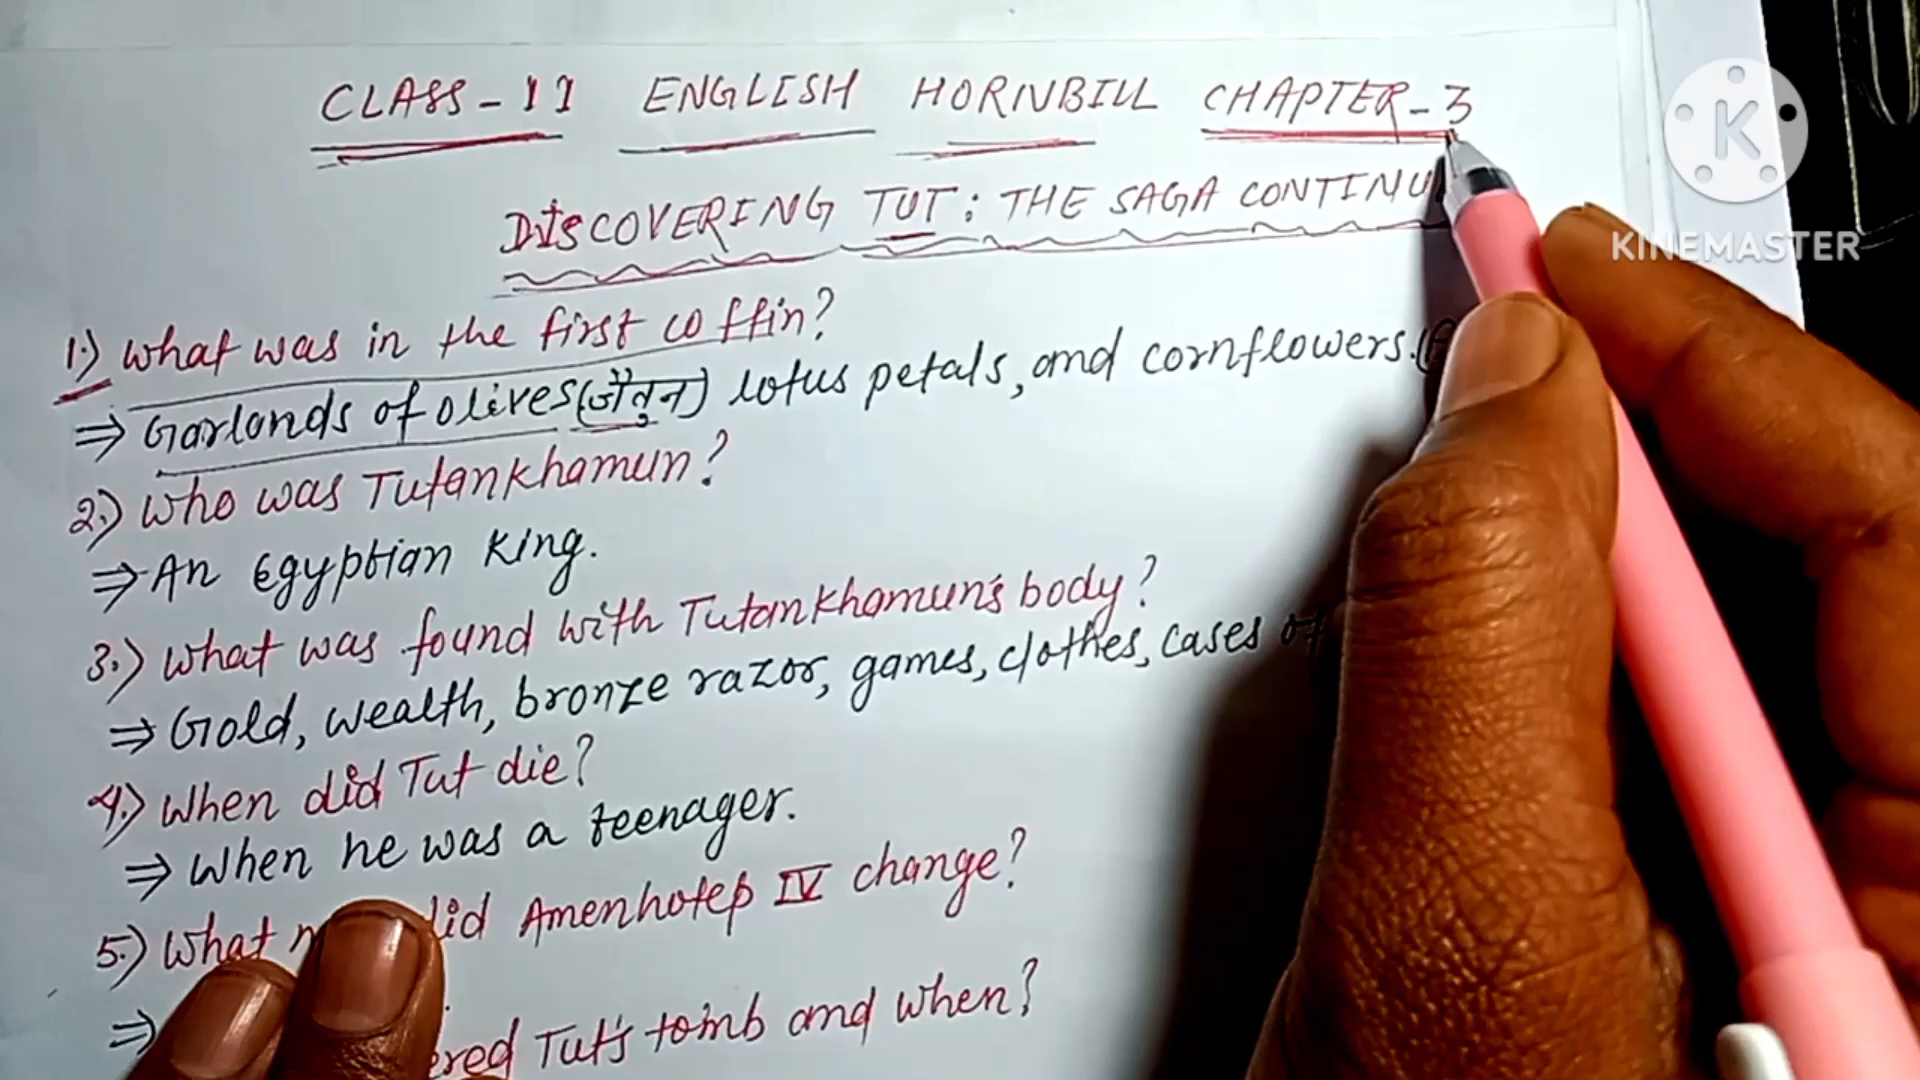 CLASS-11 ENGLISH HORNBILL CHAPTER-3
DISCOVERING TUT: THE SAGA
1.) What was in the first coffin?
⇒ Garlands of olives (जैतून) lotus petals, and cornflowers.
2.) Who was Tutankhamun?
⇒ An Egyptian King.
3.) What was found with Tutankhamun's body?
⇒ Gold, wealth, bronze razor, games, clothes, cases of
4.) When did Tut die?
⇒ When he was a teenager.
5.) What did Amenhotep IV change?
⇒
Tut's tomb and when?
K
KINEMASTER